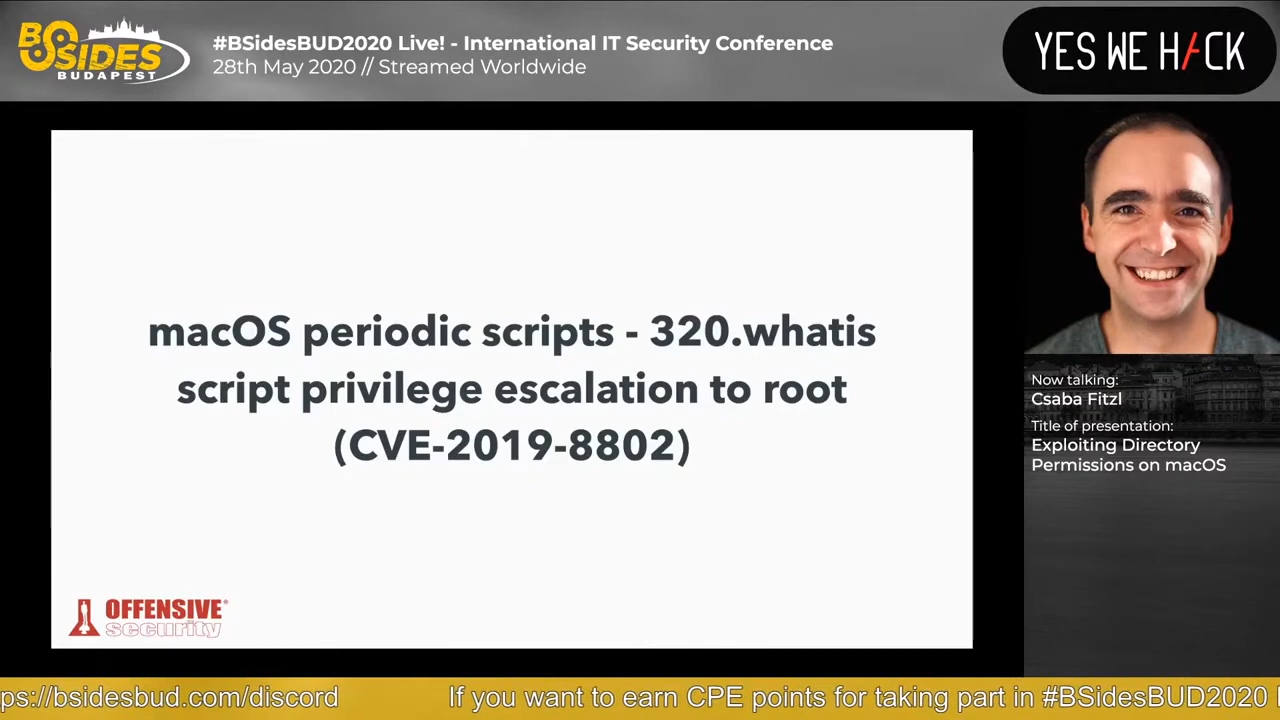 BSIDES
BUDAPEST
#BSidesBUD2020 Live! - International IT Security Conference
28th May 2020 // Streamed Worldwide
YES WE H/CK
macOS periodic scripts - 320.whatis
script privilege escalation to root
(CVE-2019-8802)
OFFENSIVE®
security
Now talking:
Csaba Fitzl
Title of presentation:
Exploiting Directory
Permissions on macOS
ps://bsidesbud.com/discord If you want to earn CPE points for taking part in #BSidesBUD2020